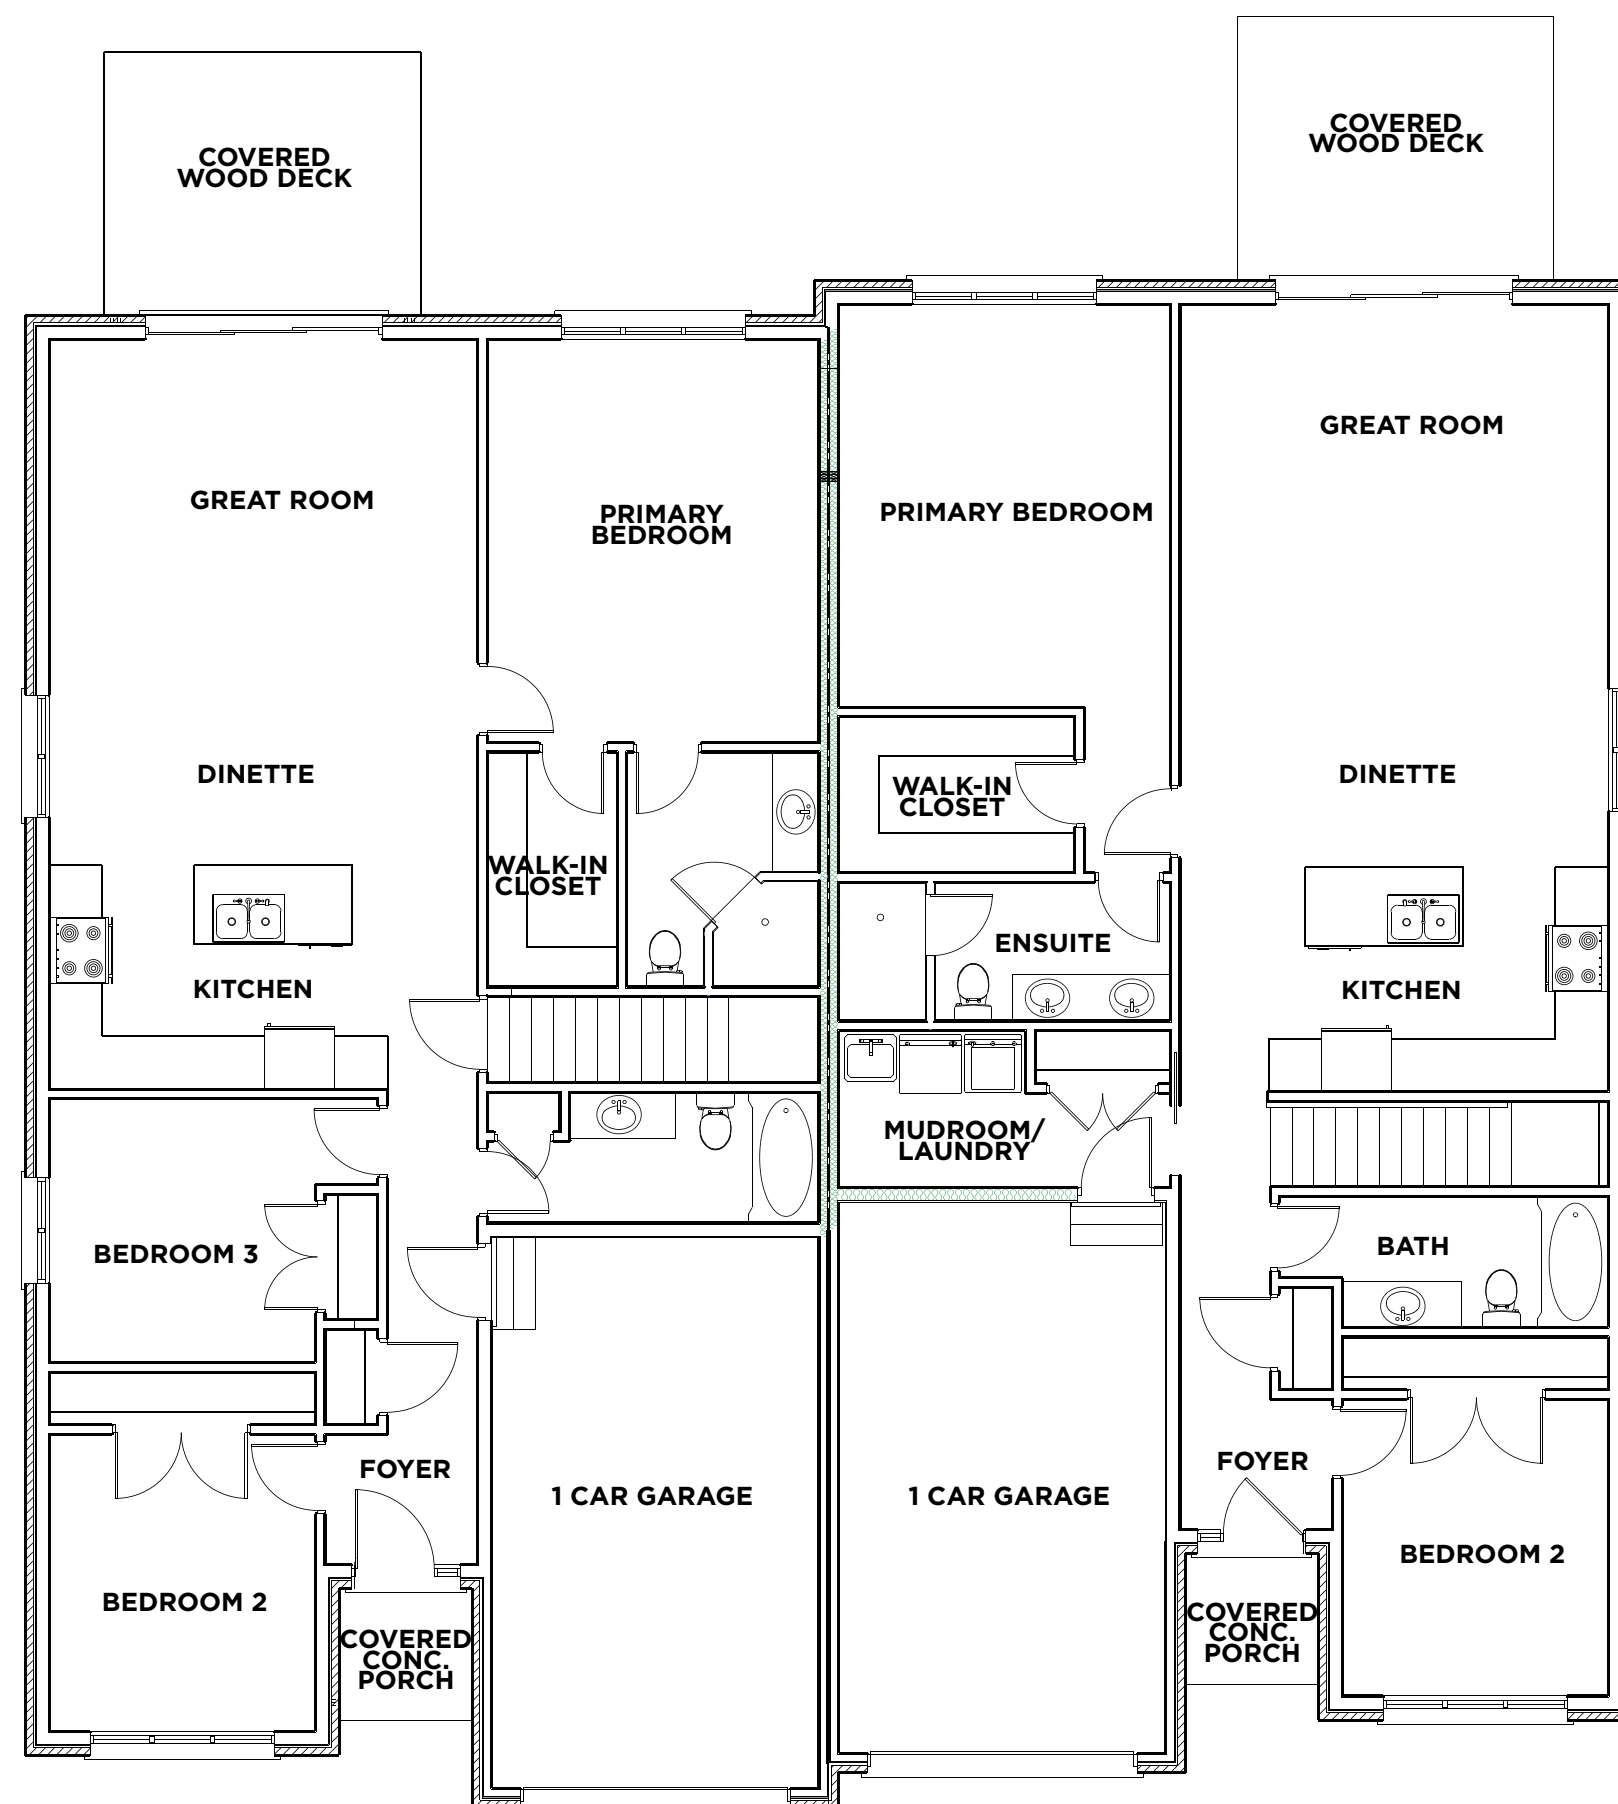 COVERED
WOOD DECK
COVERED
WOOD DECK
GREAT ROOM
GREAT ROOM
PRIMARY
BEDROOM
PRIMARY BEDROOM
DINETTE
DINETTE
WALK-IN
CLOSET
WALK-IN
CLOSET
ENSUITE
KITCHEN
KITCHEN
MUDROOM/
LAUNDRY
BEDROOM 3
BATH
FOYER
FOYER
1 CAR GARAGE
1 CAR GARAGE
BEDROOM 2
BEDROOM 2
COVERED
CONC.
PORCH
COVERED
CONC.
PORCH